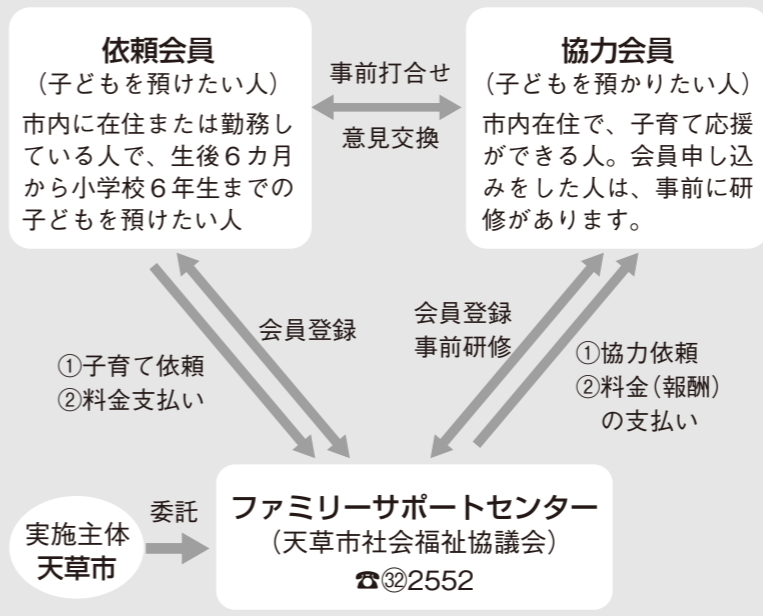 依頼会員
（子どもを預けたい人）
市内に在住または勤務し
ている人で、生後６カ月
から小学校６年生までの
子どもを預けたい人
事前打合せ
意見交換
協力会員
（子どもを預かりたい人）
市内在住で、子育て応援
ができる人。会員申し込
みをした人は、事前に研
修があります。
①子育て依頼
②料金支払い
会員登録
会員登録
事前研修
①協力依頼
②料金（報酬）
の支払い
実施主体
天草市
委託
ファミリーサポートセンター
（天草市社会福祉協議会）
☎㉜2552